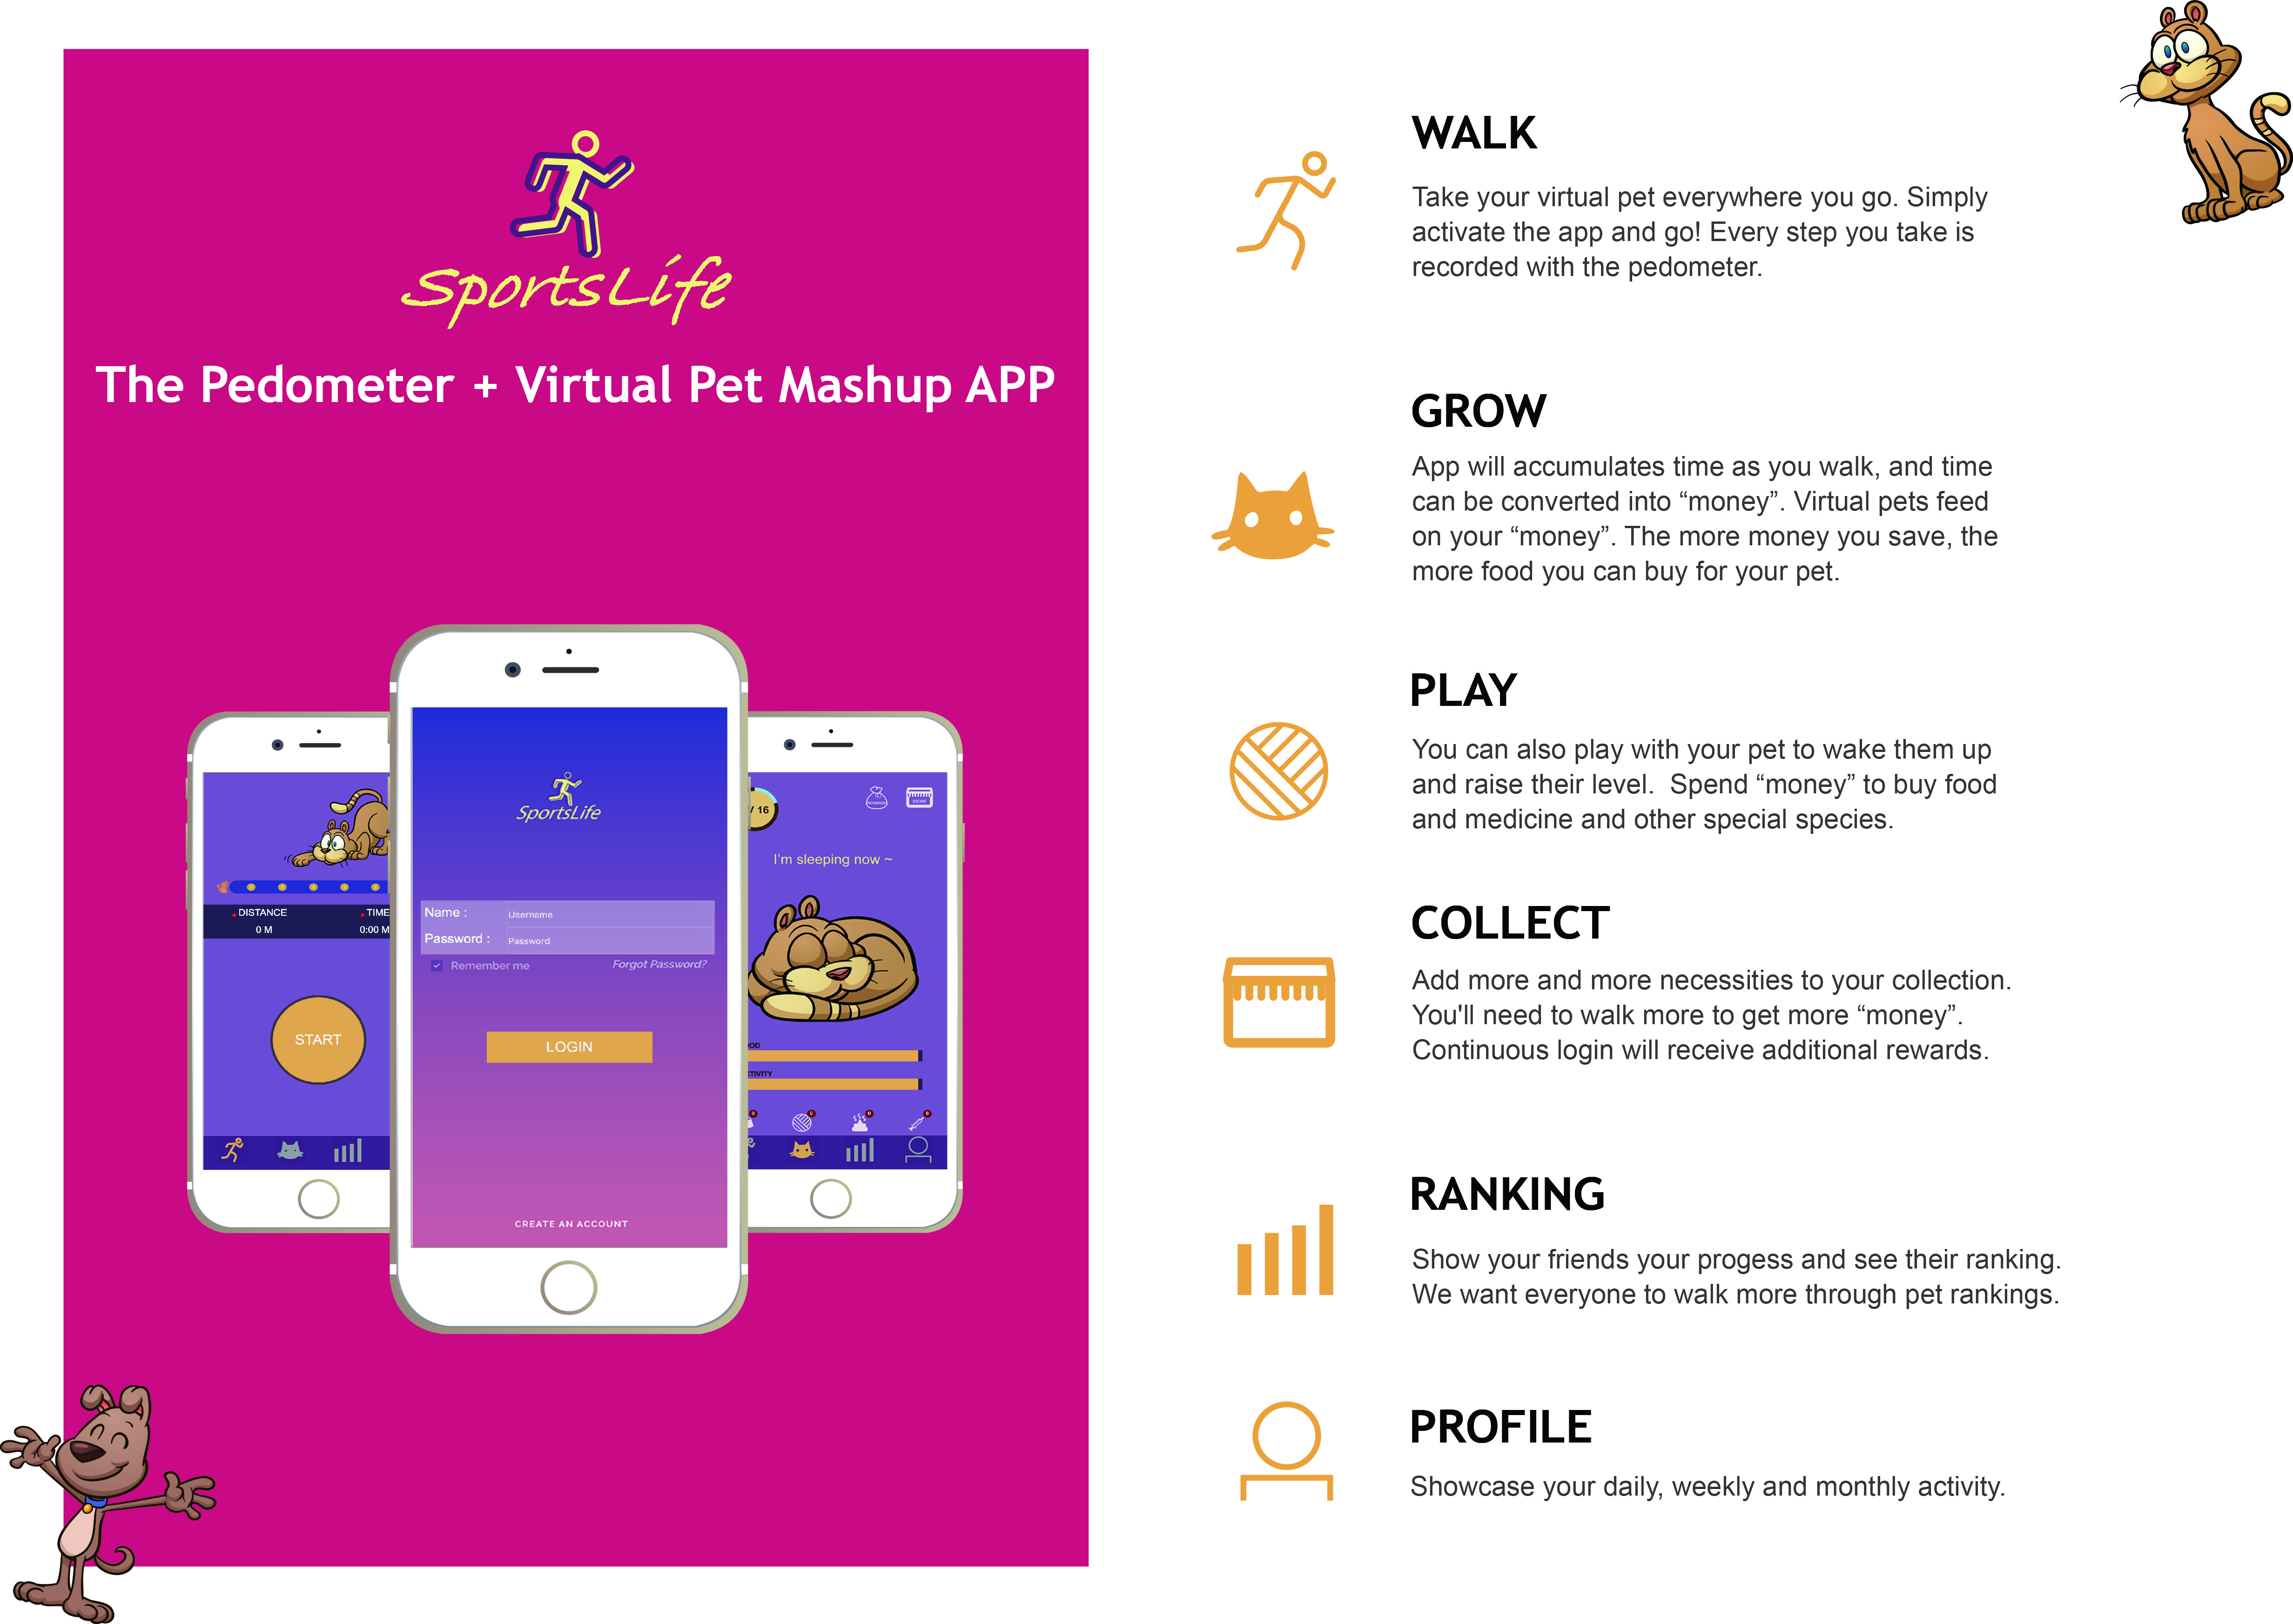 SportsLife
The Pedometer + Virtual Pet Mashup APP
DISTANCE
TIME
0 M
0:00 M
START
SportsLife
Name :
Username
Password :
Password
Remember me
Forgot Password?
LOGIN
CREATE AN ACCOUNT
/ 16
STORE
I'm sleeping now ~
WALK
Take your virtual pet everywhere you go. Simply
activate the app and go! Every step you take is
recorded with the pedometer.
GROW
App will accumulates time as you walk, and time
can be converted into “money”. Virtual pets feed
on your “money”. The more money you save, the
more food you can buy for your pet.
PLAY
You can also play with your pet to wake them up
and raise their level.  Spend “money” to buy food
and medicine and other special species.
COLLECT
Add more and more necessities to your collection.
You'll need to walk more to get more “money”.
Continuous login will receive additional rewards.
RANKING
Show your friends your progess and see their ranking.
We want everyone to walk more through pet rankings.
PROFILE
Showcase your daily, weekly and monthly activity.